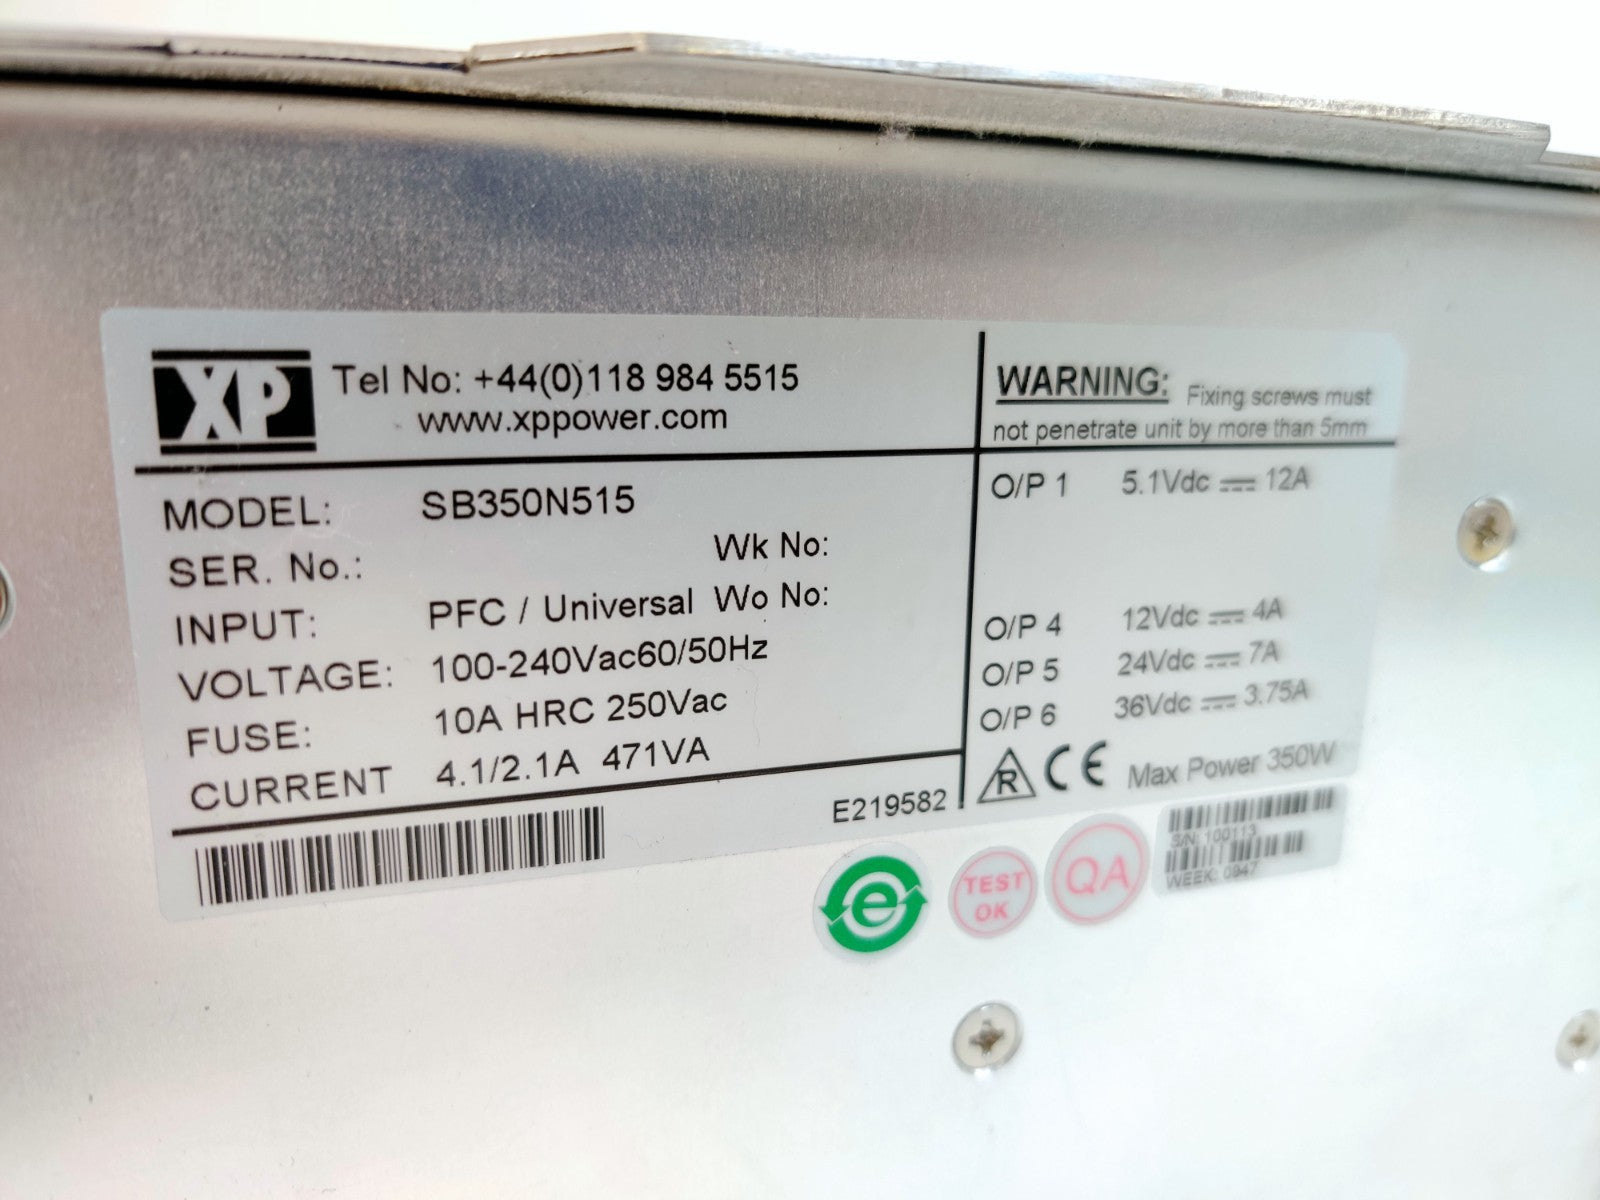 XP
Tel No: +44(0)118 984 5515
www.xppower.com
WARNING: Fixing screws must
not penetrate unit by more than 5mm
MODEL: SB350N515
SER. No.: Wk No:
INPUT: PFC / Universal Wo No:
VOLTAGE: 100-240Vac60/50Hz
FUSE: 10A HRC 250Vac
CURRENT 4.1/2.1A 471VA
E219582
O/P 1 5.1Vdc 12A
O/P 4 12Vdc 4A
O/P 5 24Vdc 7A
O/P 6 36Vdc 3.75A
R CE Max Power 350W
e
TEST
OK
QA
S/N: 100113
WEEK: 0947